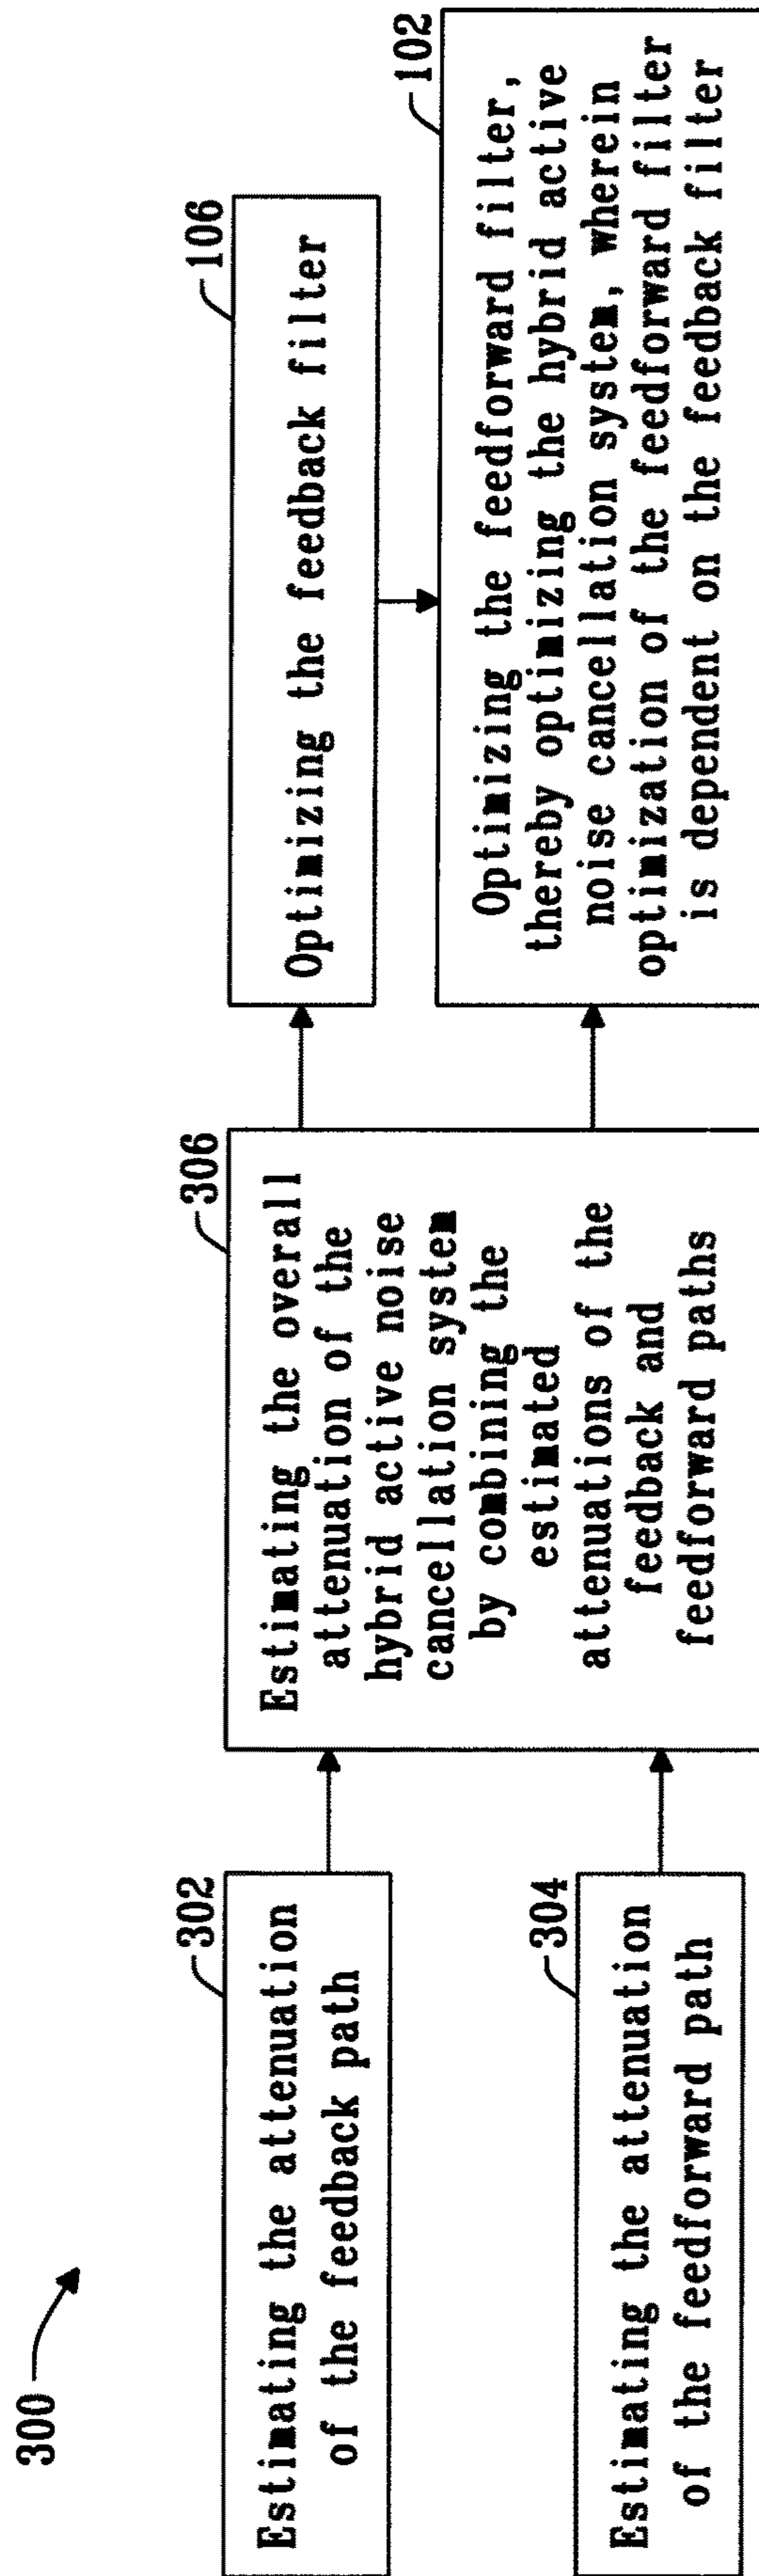 300
302
Estimating the attenuation
of the feedback path
304
Estimating the attenuation
of the feedforward path
306
Estimating the overall
attenuation of the
hybrid active noise
cancellation system
by combining the
estimated
attenuations of the
feedback and
feedforward paths
106
Optimizing the feedback filter
102
Optimizing the feedforward filter,
thereby optimizing the hybrid active
noise cancellation system, wherein
optimization of the feedforward filter
is dependent on the feedback filter